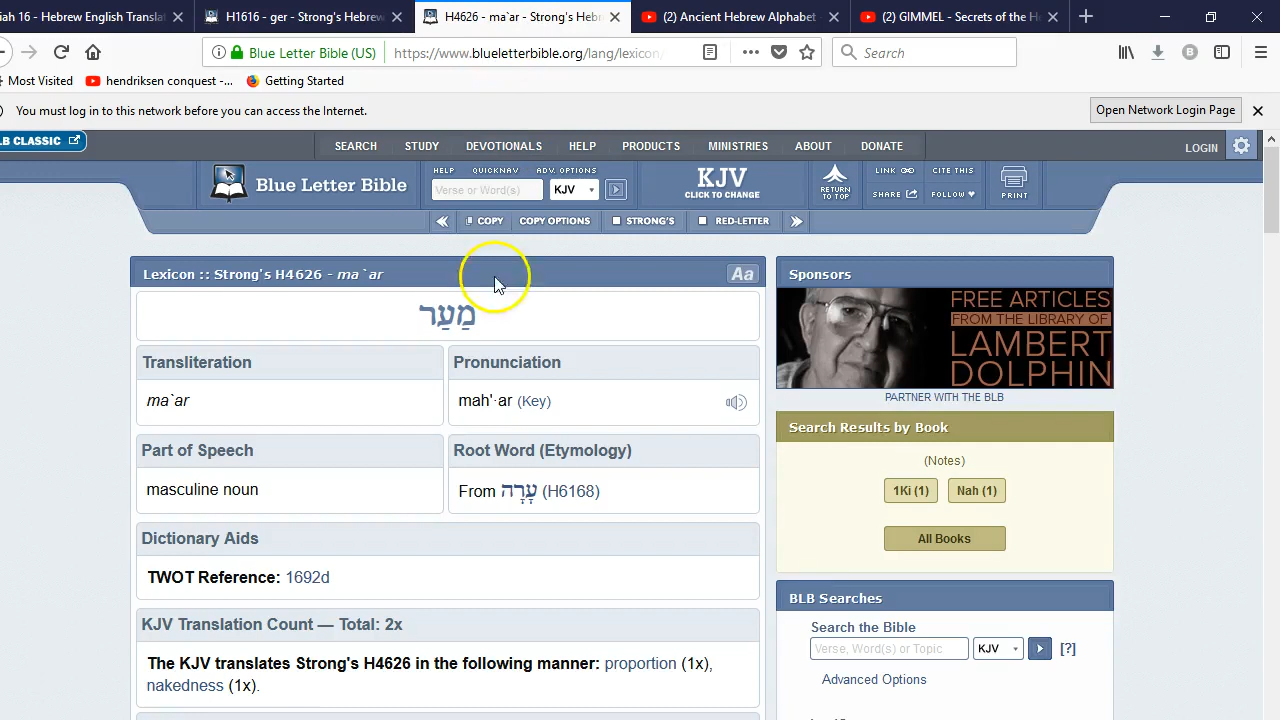 iah 16 - Hebrew English Translat
H1616 - ger - Strong's Hebrew
H4626 - ma`ar - Strong's Hebr
(2) Ancient Hebrew Alphabet -
(2) GIMMEL - Secrets of the H
Blue Letter Bible (US)
https://www.blueletterbible.org/lang/lexicon/
Search
Most Visited
hendriksen conquest -...
Getting Started
You must log in to this network before you can access the Internet.
Open Network Login Page
LB CLASSIC
SEARCH STUDY DEVOTIONALS HELP PRODUCTS MINISTRIES ABOUT DONATE
LOGIN
Blue Letter Bible
HELP QUICKNAV ADV. OPTIONS
Verse or Word(s) KJV
KJV
CLICK TO CHANGE
RETURN
TO TOP
LINK CITE THIS
SHARE FOLLOW
PRINT
COPY COPY OPTIONS STRONG'S RED-LETTER
Lexicon :: Strong's H4626 - ma`ar
Aa
מַעַר
Transliteration
ma`ar
Pronunciation
mah'·ar (Key)
Part of Speech
masculine noun
Root Word (Etymology)
From עָרָה (H6168)
Dictionary Aids
TWOT Reference: 1692d
KJV Translation Count — Total: 2x
The KJV translates Strong's H4626 in the following manner: proportion (1x),
nakedness (1x).
Sponsors
FREE ARTICLES
FROM THE LIBRARY OF
LAMBERT
DOLPHIN
PARTNER WITH THE BLB
Search Results by Book
(Notes)
1Ki (1) Nah (1)
All Books
BLB Searches
Search the Bible
Verse, Word(s) or Topic KJV [?]
Advanced Options